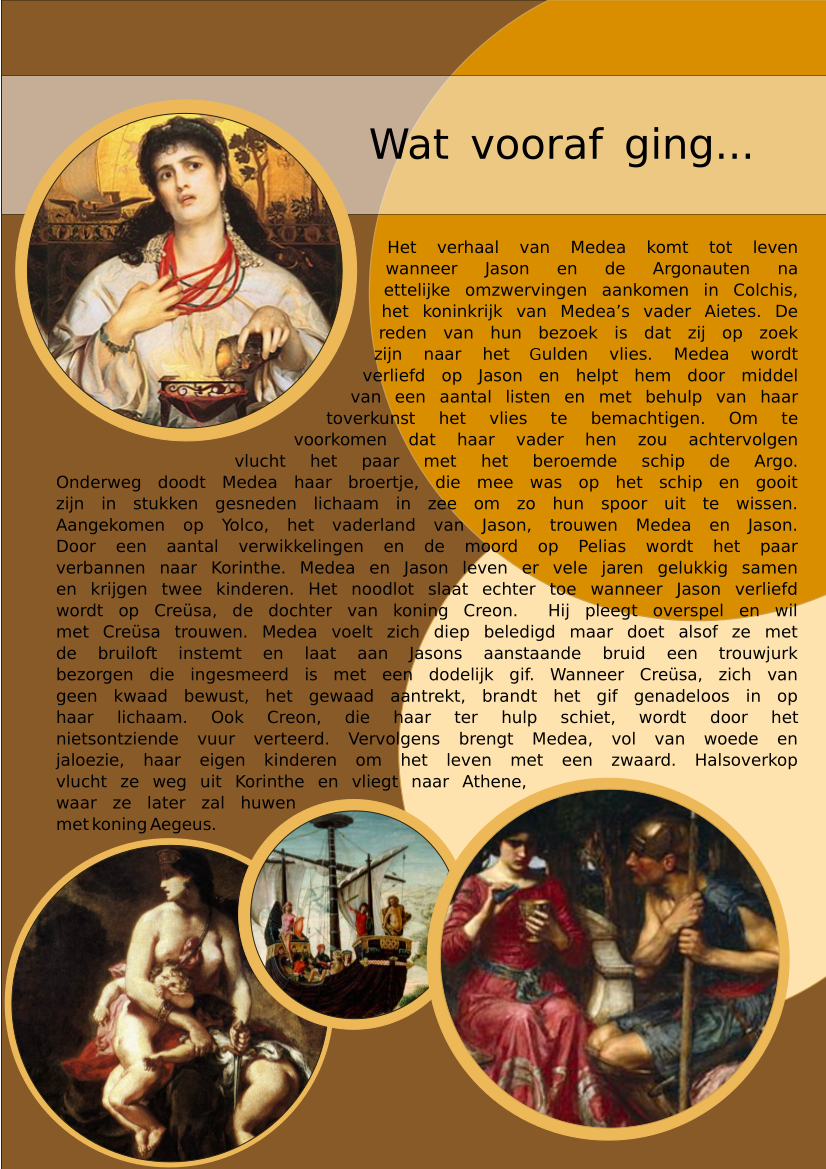 Wat vooraf ging...
Het verhaal van Medea komt tot leven
wanneer Jason en de Argonauten na
ettelijke omzwervingen aankomen in Colchis,
het koninkrijk van Medea’s vader Aietes. De
reden van hun bezoek is dat zij op zoek
zijn naar het Gulden vlies. Medea wordt
verliefd op Jason en helpt hem door middel
van een aantal listen en met behulp van haar
toverkunst het vlies te bemachtigen. Om te
voorkomen dat haar vader hen zou achtervolgen
vlucht het paar met het beroemde schip de Argo.
Onderweg doodt Medea haar broertje, die mee was op het schip en gooit
zijn in stukken gesneden lichaam in zee om zo hun spoor uit te wissen.
Aangekomen op Yolco, het vaderland van Jason, trouwen Medea en Jason.
Door een aantal verwikkelingen en de moord op Pelias wordt het paar
verbannen naar Korinthe. Medea en Jason leven er vele jaren gelukkig samen
en krijgen twee kinderen. Het noodlot slaat echter toe wanneer Jason verliefd
wordt op Creüsa, de dochter van koning Creon. Hij pleegt overspel en wil
met Creüsa trouwen. Medea voelt zich diep beledigd maar doet alsof ze met
de bruiloft instemt en laat aan Jasons aanstaande bruid een trouwjurk
bezorgen die ingesmeerd is met een dodelijk gif. Wanneer Creüsa, zich van
geen kwaad bewust, het gewaad aantrekt, brandt het gif genadeloos in op
haar lichaam. Ook Creon, die haar ter hulp schiet, wordt door het
nietsontziende vuur verteerd. Vervolgens brengt Medea, vol van woede en
jaloezie, haar eigen kinderen om het leven met een zwaard. Halsoverkop
vlucht ze weg uit Korinthe en vliegt naar Athene,
waar ze later zal huwen
met koning Aegeus.